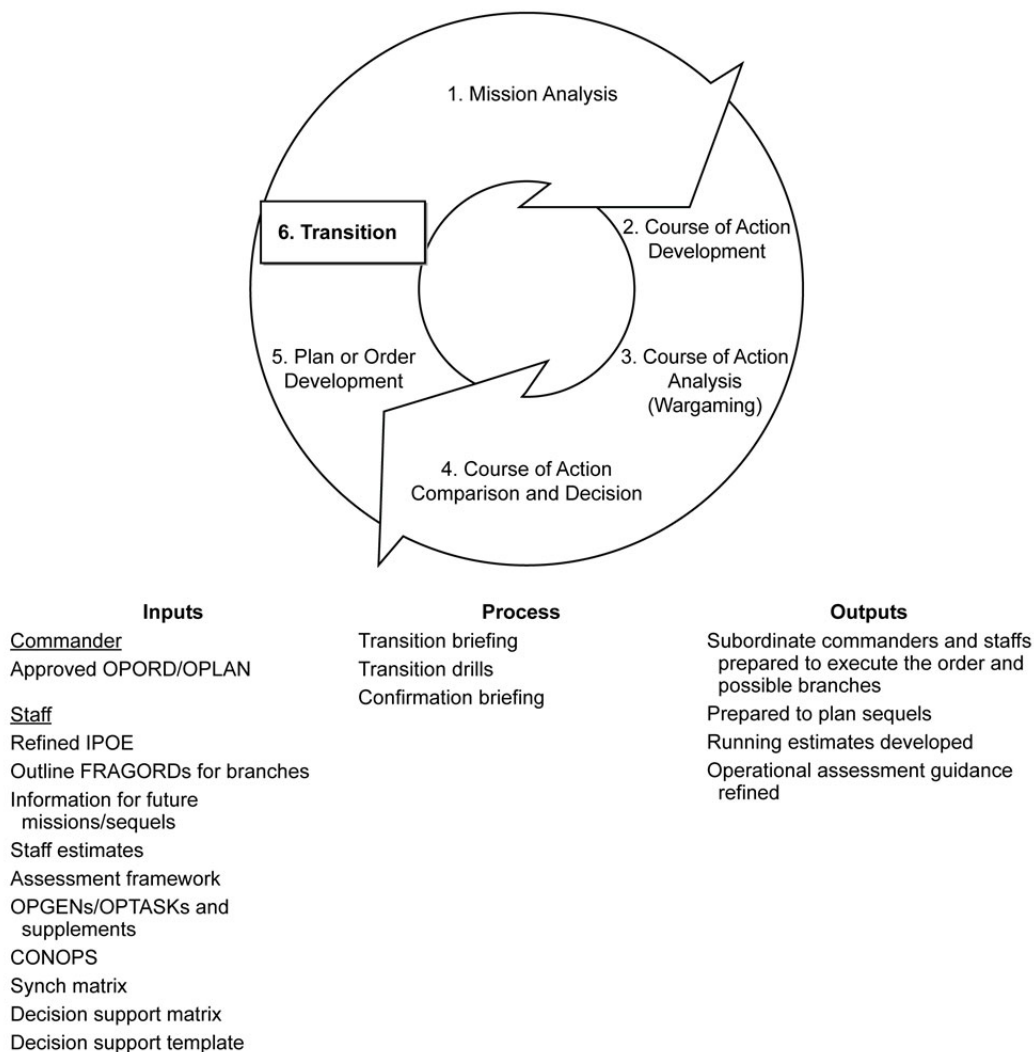 1. Mission Analysis
2. Course of Action
Development
3. Course of Action
Analysis
(Wargaming)
4. Course of Action
Comparison and Decision
5. Plan or Order
Development
6. Transition
Inputs
Commander
Approved OPORD/OPLAN
Staff
Refined IPOE
Outline FRAGORDs for branches
Information for future
missions/sequels
Staff estimates
Assessment framework
OPGENs/OPTASKs and
supplements
CONOPS
Synch matrix
Decision support matrix
Decision support template
Process
Transition briefing
Transition drills
Confirmation briefing
Outputs
Subordinate commanders and staffs
prepared to execute the order and
possible branches
Prepared to plan sequels
Running estimates developed
Operational assessment guidance
refined